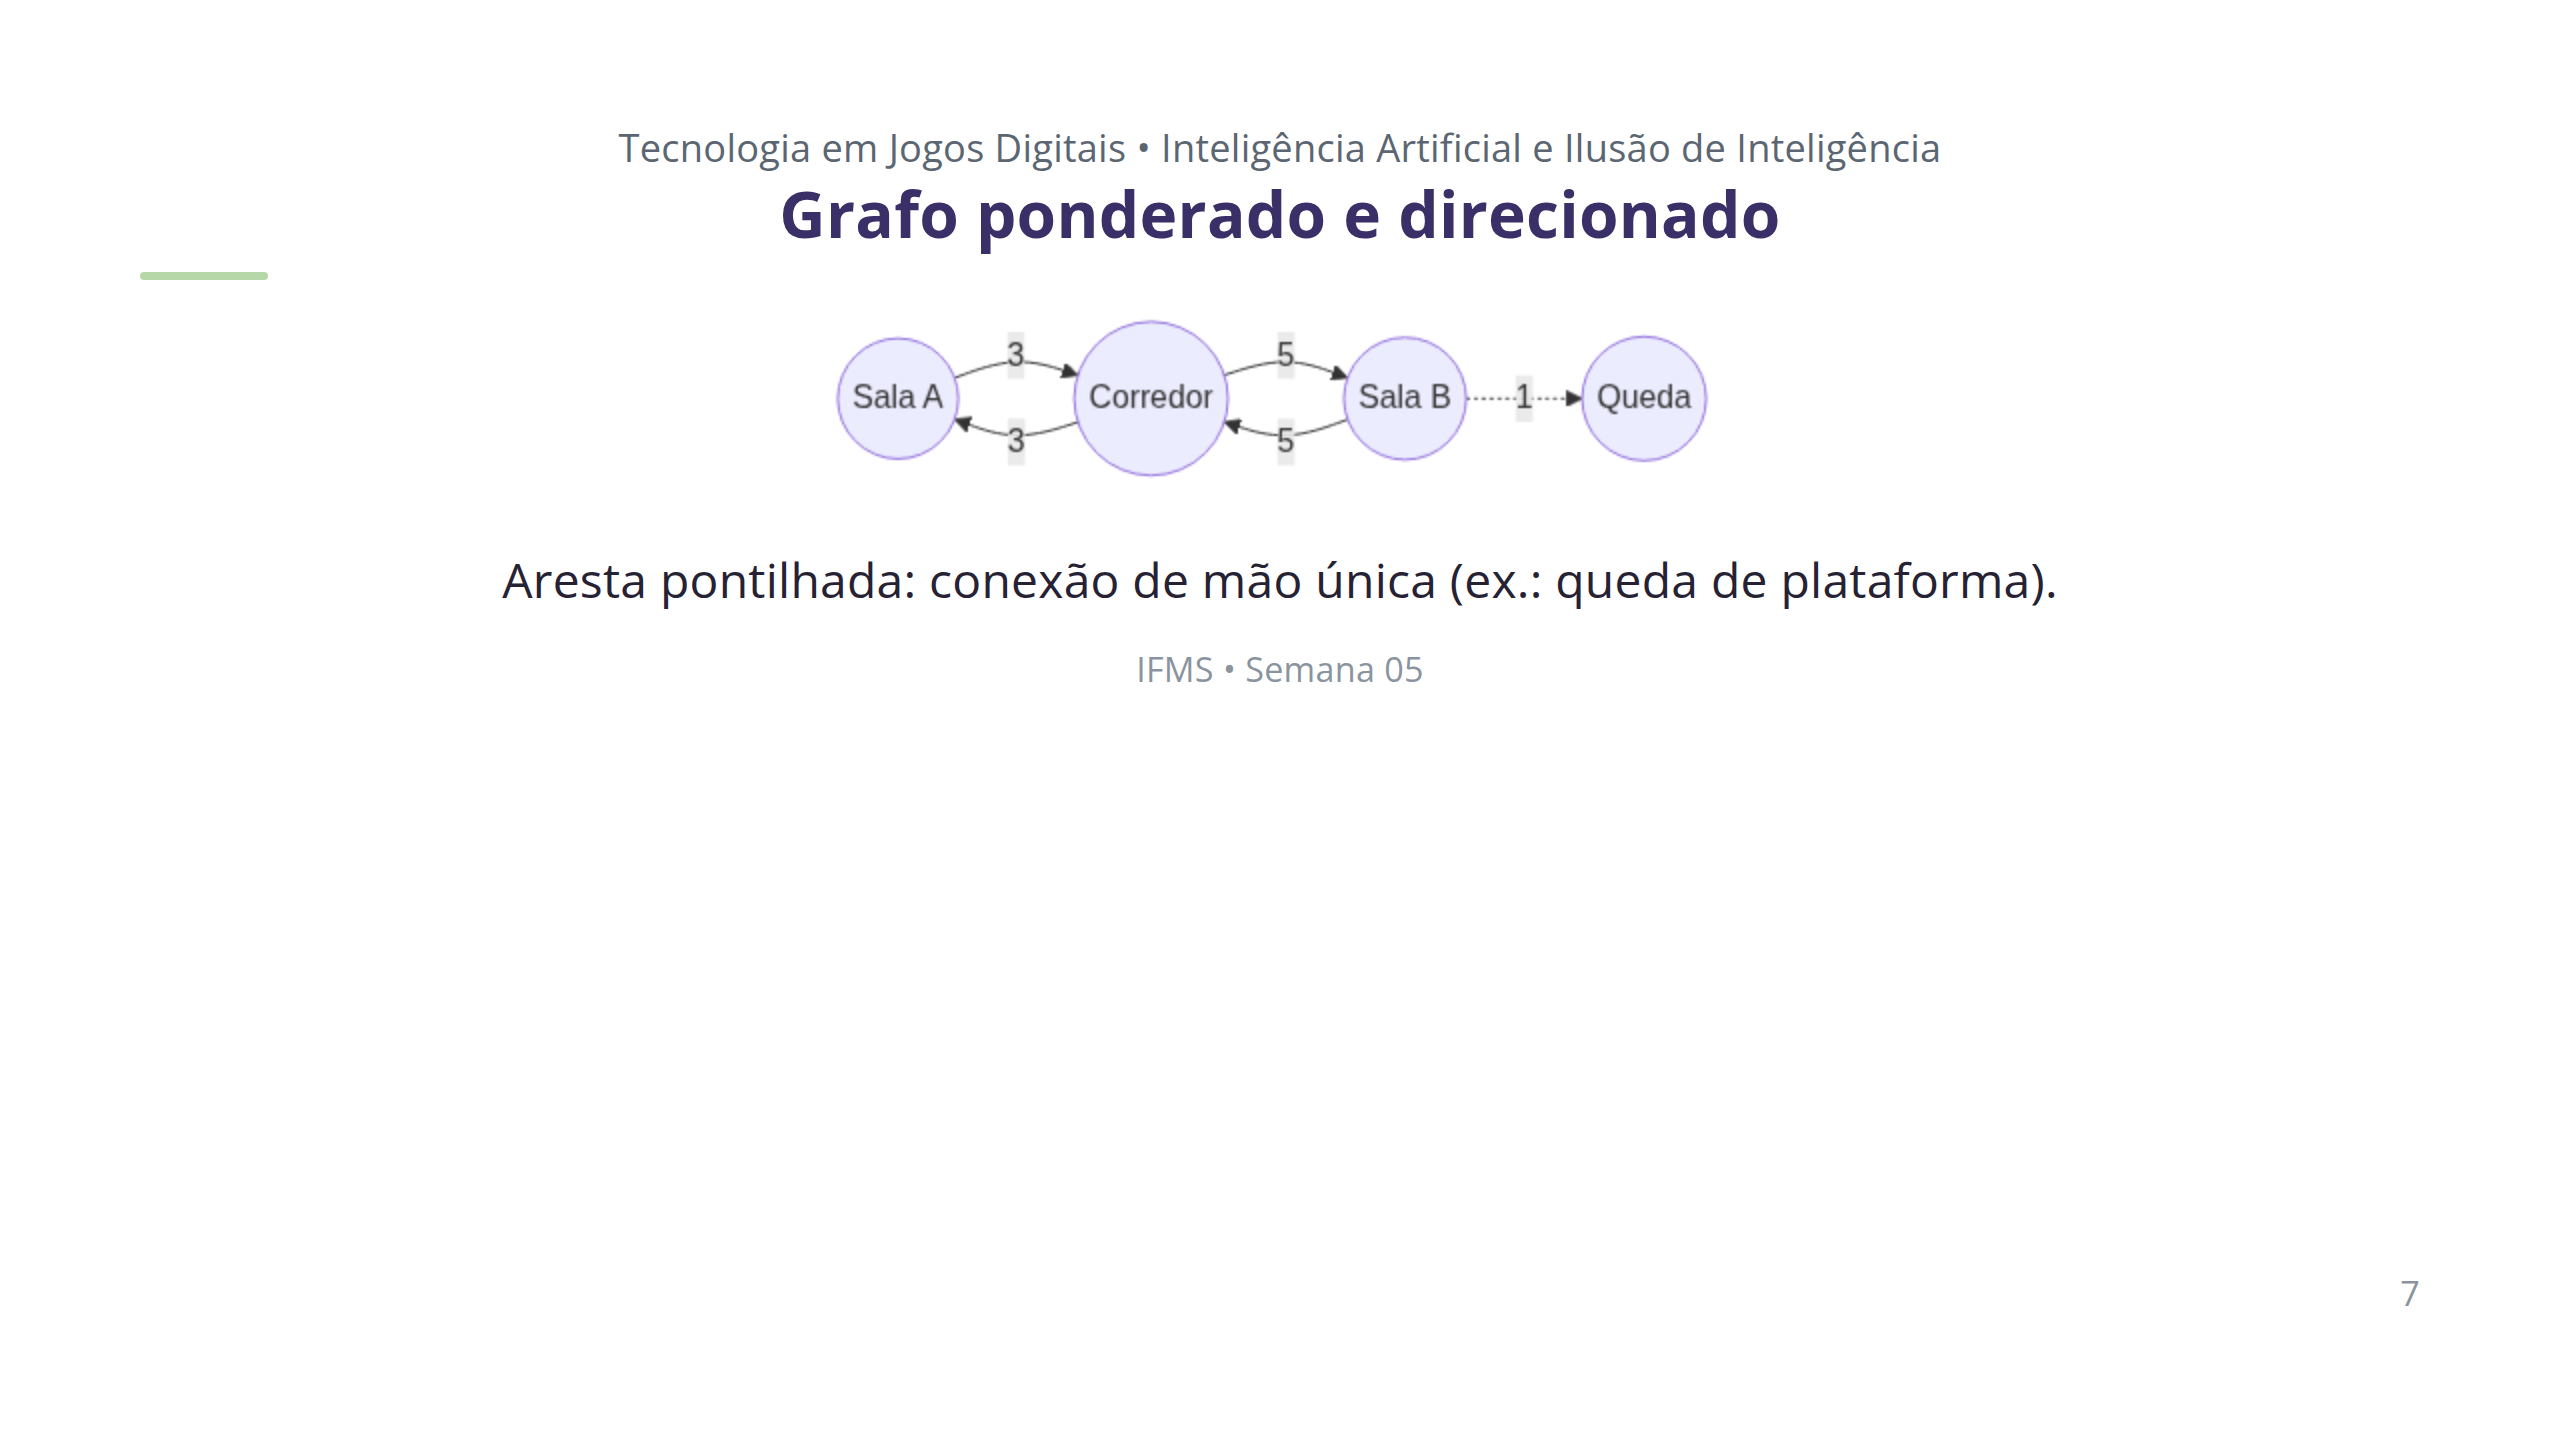 Tecnologia em Jogos Digitais • Inteligência Artificial e Ilusão de Inteligência
Grafo ponderado e direcionado
3
5
Sala A
Corredor
Sala B
1
Queda
3
5
Aresta pontilhada: conexão de mão única (ex.: queda de plataforma).
IFMS • Semana 05
7